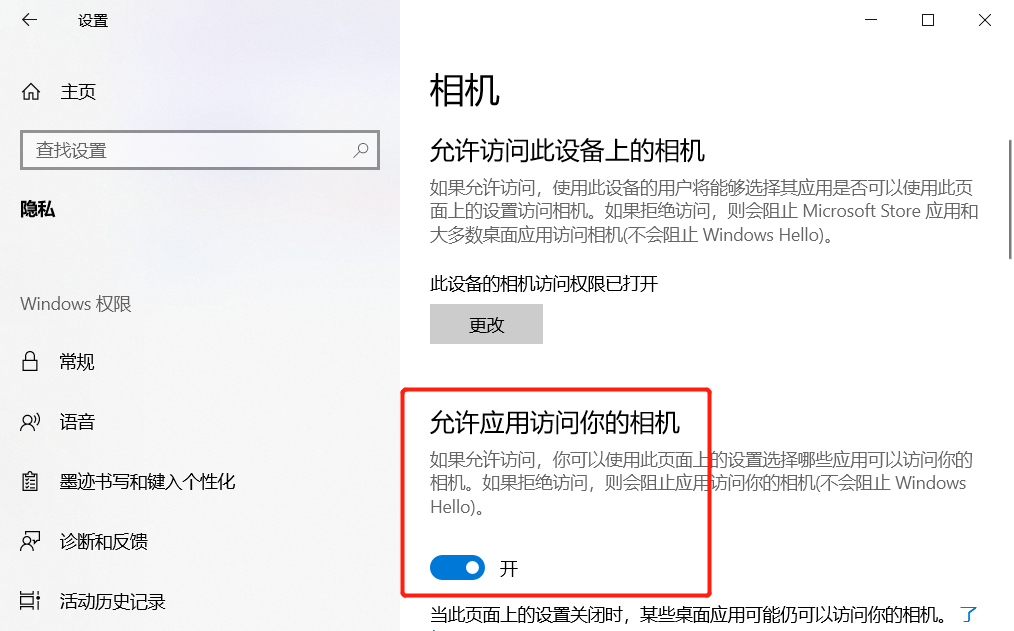 设置
主页
查找设置
隐私
Windows 权限
常规
语音
墨迹书写和键入个性化
诊断和反馈
活动历史记录
相机
允许访问此设备上的相机
如果允许访问，使用此设备的用户将能够选择其应用是否可以使用此页
面上的设置访问相机。如果拒绝访问，则会阻止 Microsoft Store 应用和
大多数桌面应用访问相机(不会阻止 Windows Hello)。
此设备的相机访问权限已打开
更改
允许应用访问你的相机
如果允许访问，你可以使用此页面上的设置选择哪些应用可以访问你的
相机。如果拒绝访问，则会阻止应用访问你的相机(不会阻止 Windows
Hello)。
开
当此页面上的设置关闭时，某些桌面应用可能仍可以访问你的相机。 了